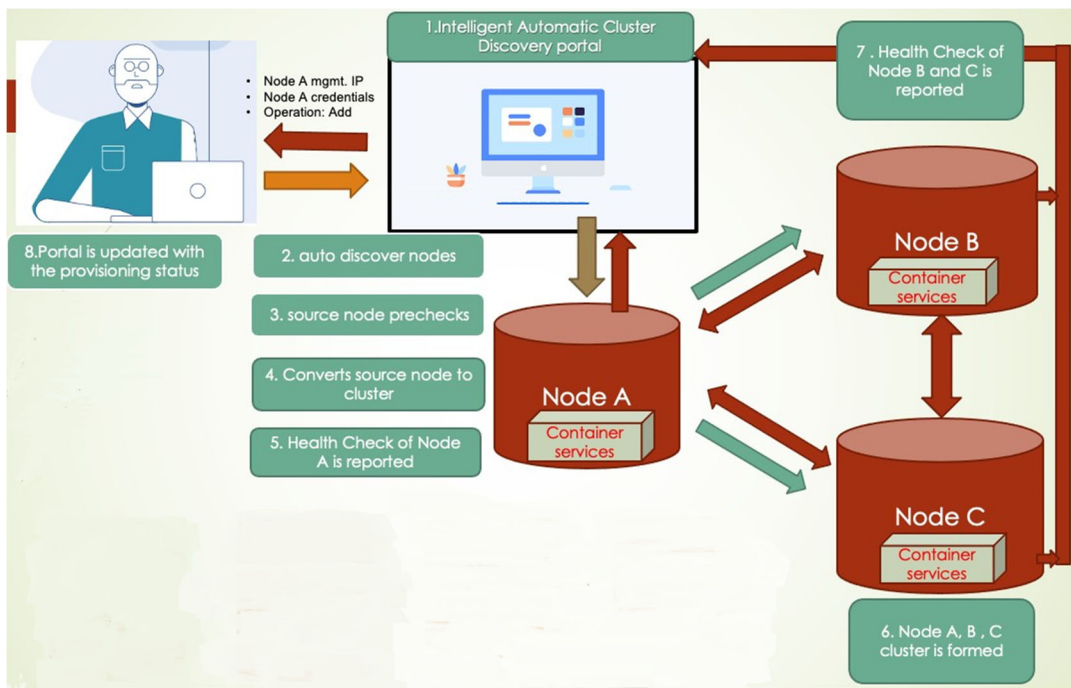 1.Intelligent Automatic Cluster
Discovery portal
7 . Health Check of
Node B and C is
reported
• Node A mgmt. IP
• Node A credentials
• Operation: Add
8.Portal is updated with
the provisioning status
2. auto discover nodes
3. source node prechecks
4. Converts source node to
cluster
5. Health Check of Node
A is reported
Node A
Container
services
Node B
Container
services
Node C
Container
services
6. Node A, B , C
cluster is formed